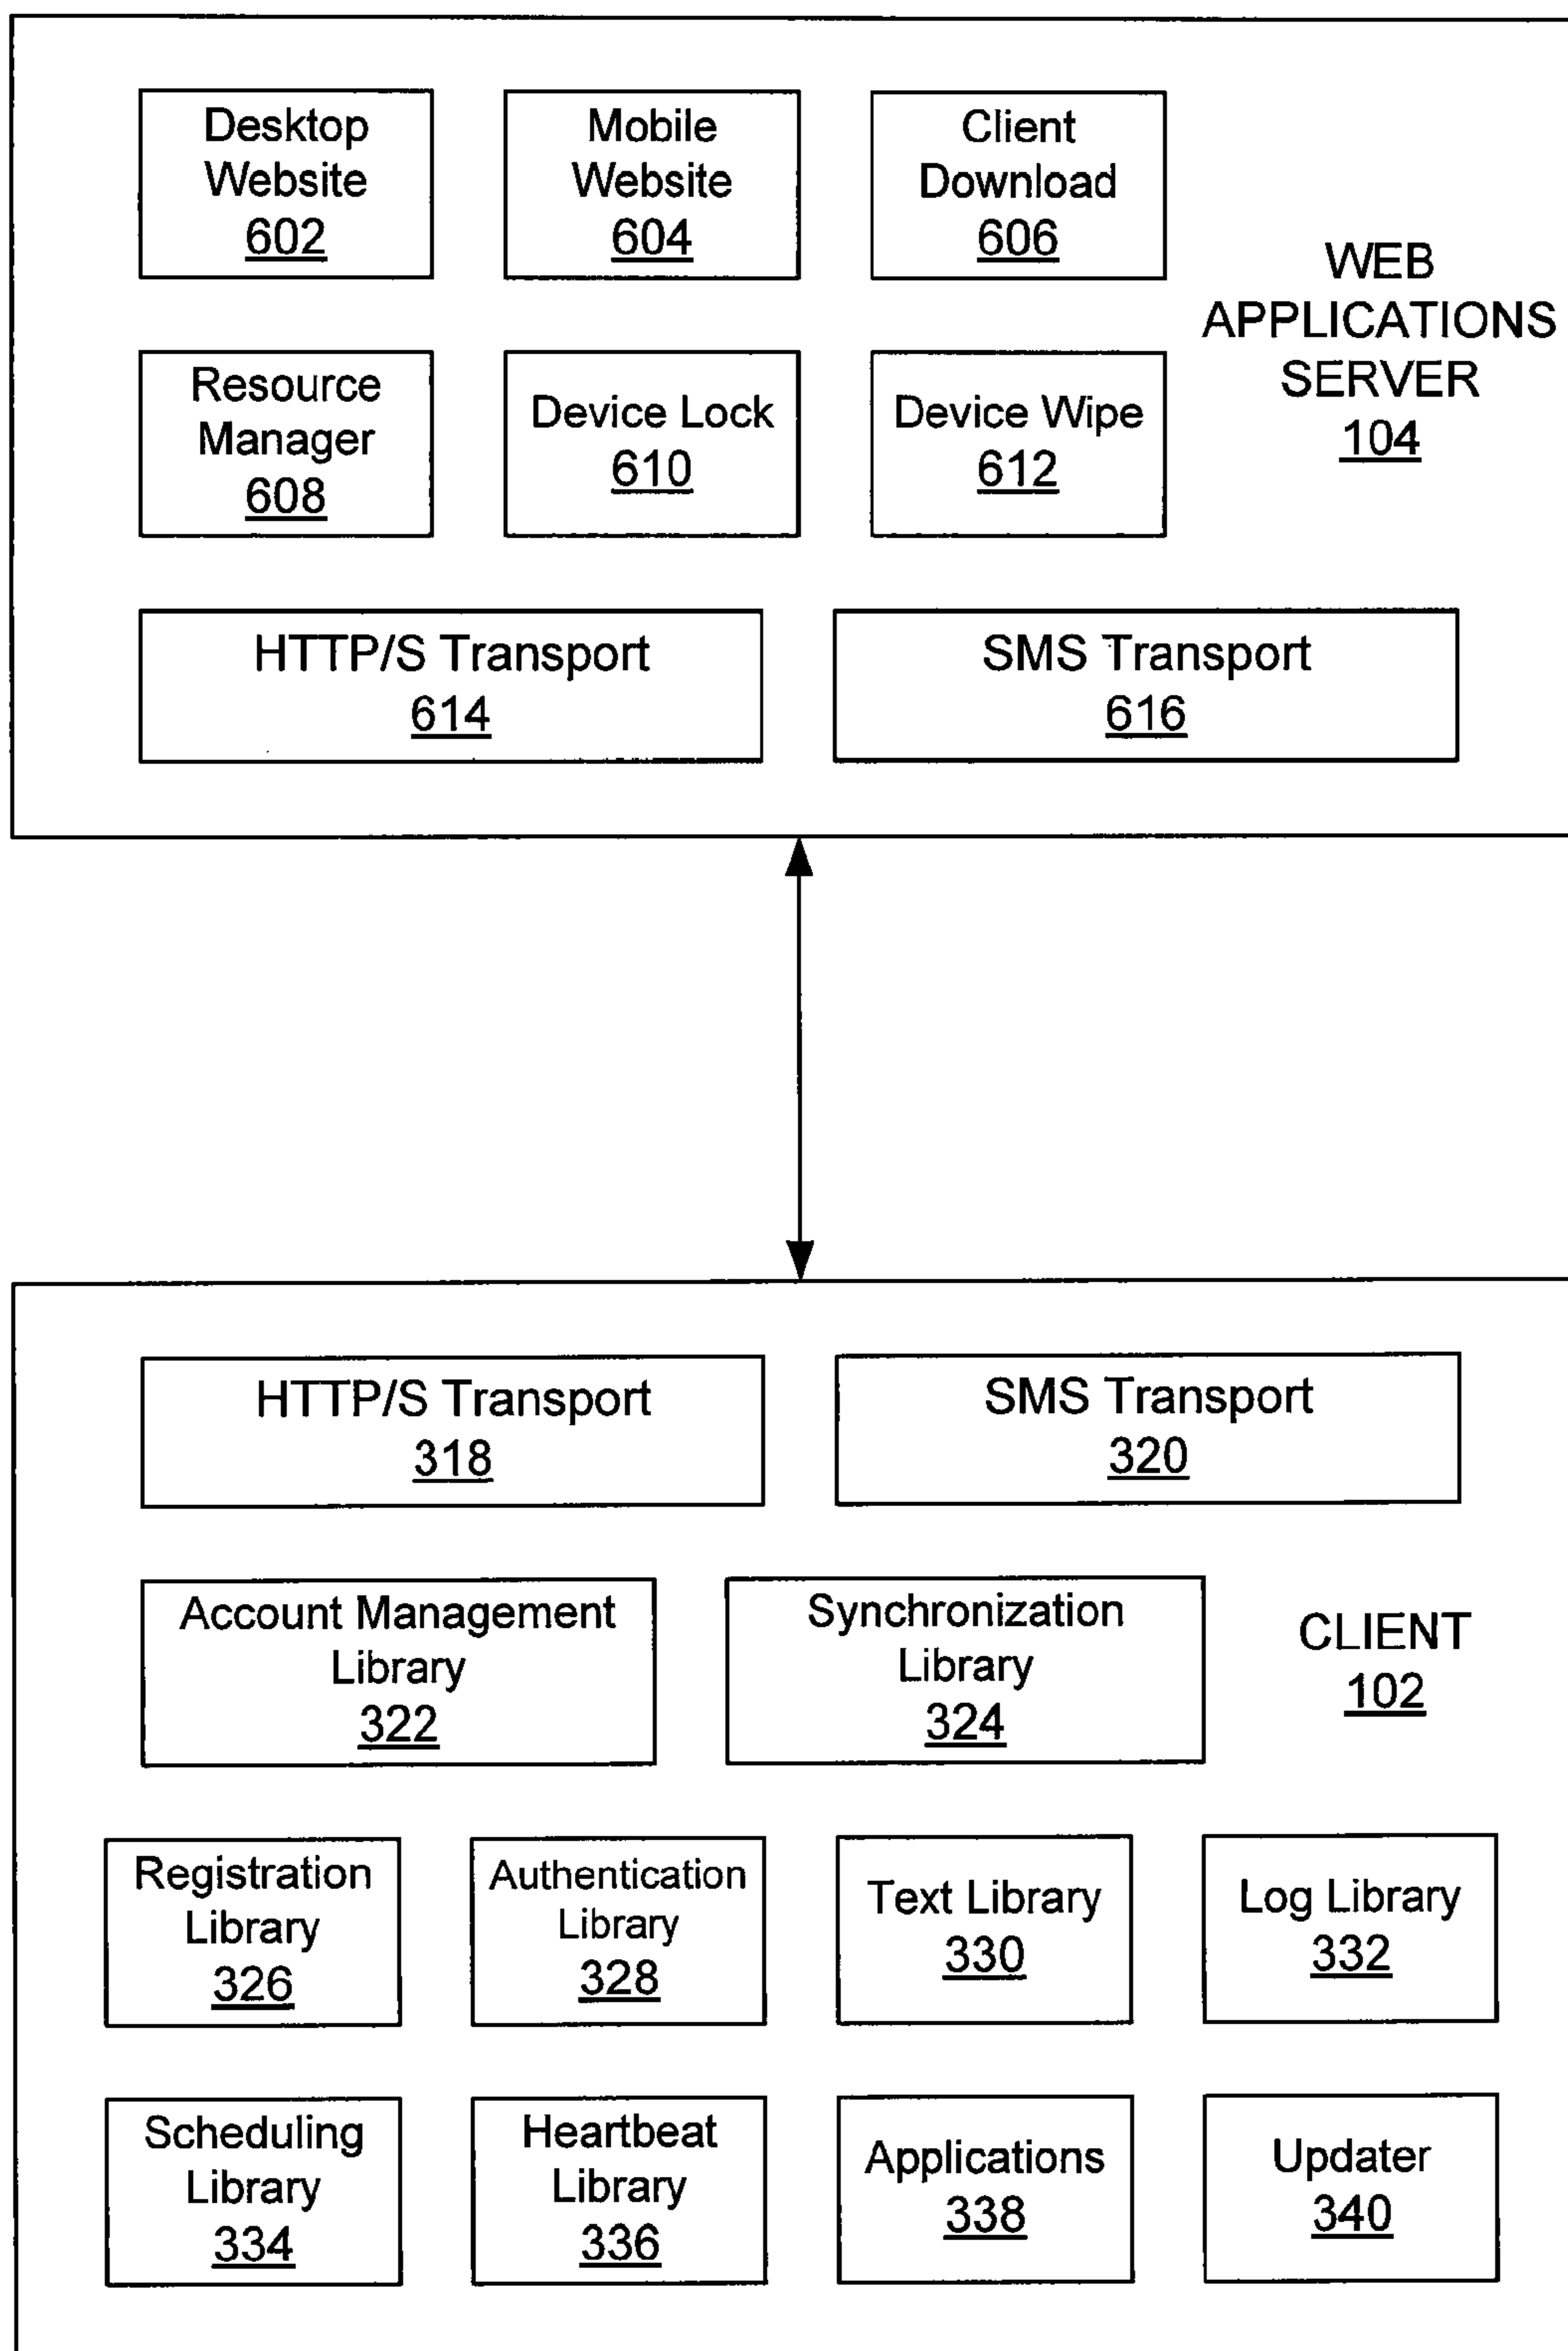 Desktop
Website
602
Mobile
Website
604
Client
Download
606
WEB
APPLICATIONS
SERVER
104
Resource
Manager
608
Device Lock
610
Device Wipe
612
HTTP/S Transport
614
SMS Transport
616
HTTP/S Transport
318
SMS Transport
320
Account Management
Library
322
Synchronization
Library
324
CLIENT
102
Registration
Library
326
Authentication
Library
328
Text Library
330
Log Library
332
Scheduling
Library
334
Heartbeat
Library
336
Applications
338
Updater
340